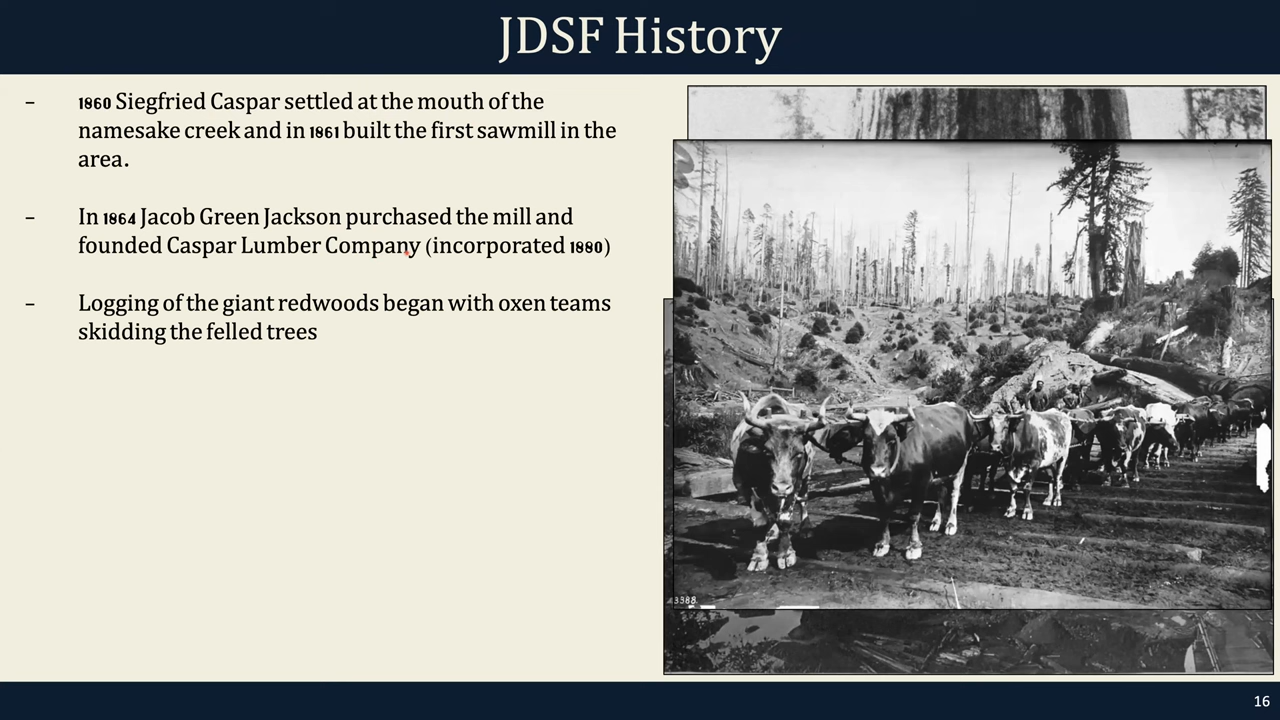 JDSF History
- 1860 Siegfried Caspar settled at the mouth of the
namesake creek and in 1861 built the first sawmill in the
area.
- In 1864 Jacob Green Jackson purchased the mill and
founded Caspar Lumber Company (incorporated 1880)
- Logging of the giant redwoods began with oxen teams
skidding the felled trees
3388.
16